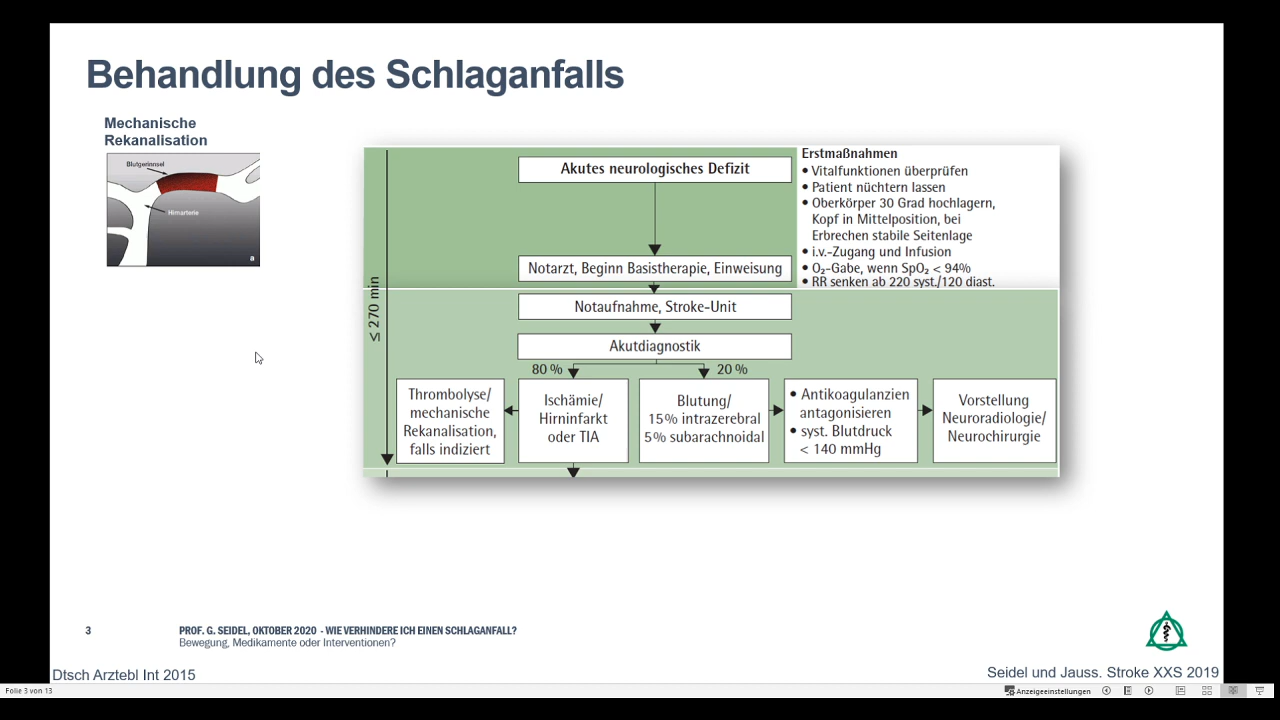 Behandlung des Schlaganfalls
Mechanische
Rekanalisation
Blutgerinnsel
Hirnarterie
a
≤ 270 min
Akutes neurologisches Defizit
Notarzt, Beginn Basistherapie, Einweisung
Erstmaßnahmen
• Vitalfunktionen überprüfen
• Patient nüchtern lassen
• Oberkörper 30 Grad hochlagern,
Kopf in Mittelposition, bei
Erbrechen stabile Seitenlage
• i.v.-Zugang und Infusion
• O₂-Gabe, wenn SpO₂ < 94%
• RR senken ab 220 syst./120 diast.
Notaufnahme, Stroke-Unit
Akutdiagnostik
80 %
20 %
Thrombolyse/
mechanische
Rekanalisation,
falls indiziert
Ischämie/
Hirninfarkt
oder TIA
Blutung/
15% intrazerebral
5% subarachnoidal
• Antikoagulanzien
antagonisieren
• syst. Blutdruck
< 140 mmHg
Vorstellung
Neuroradiologie/
Neurochirurgie
3
PROF. G. SEIDEL, OKTOBER 2020 - WIE VERHINDERE ICH EINEN SCHLAGANFALL?
Bewegung, Medikamente oder Interventionen?
Dtsch Arztebl Int 2015
Seidel und Jauss. Stroke XXS 2019
Folie 3 von 13
Anzeigeeinstellungen